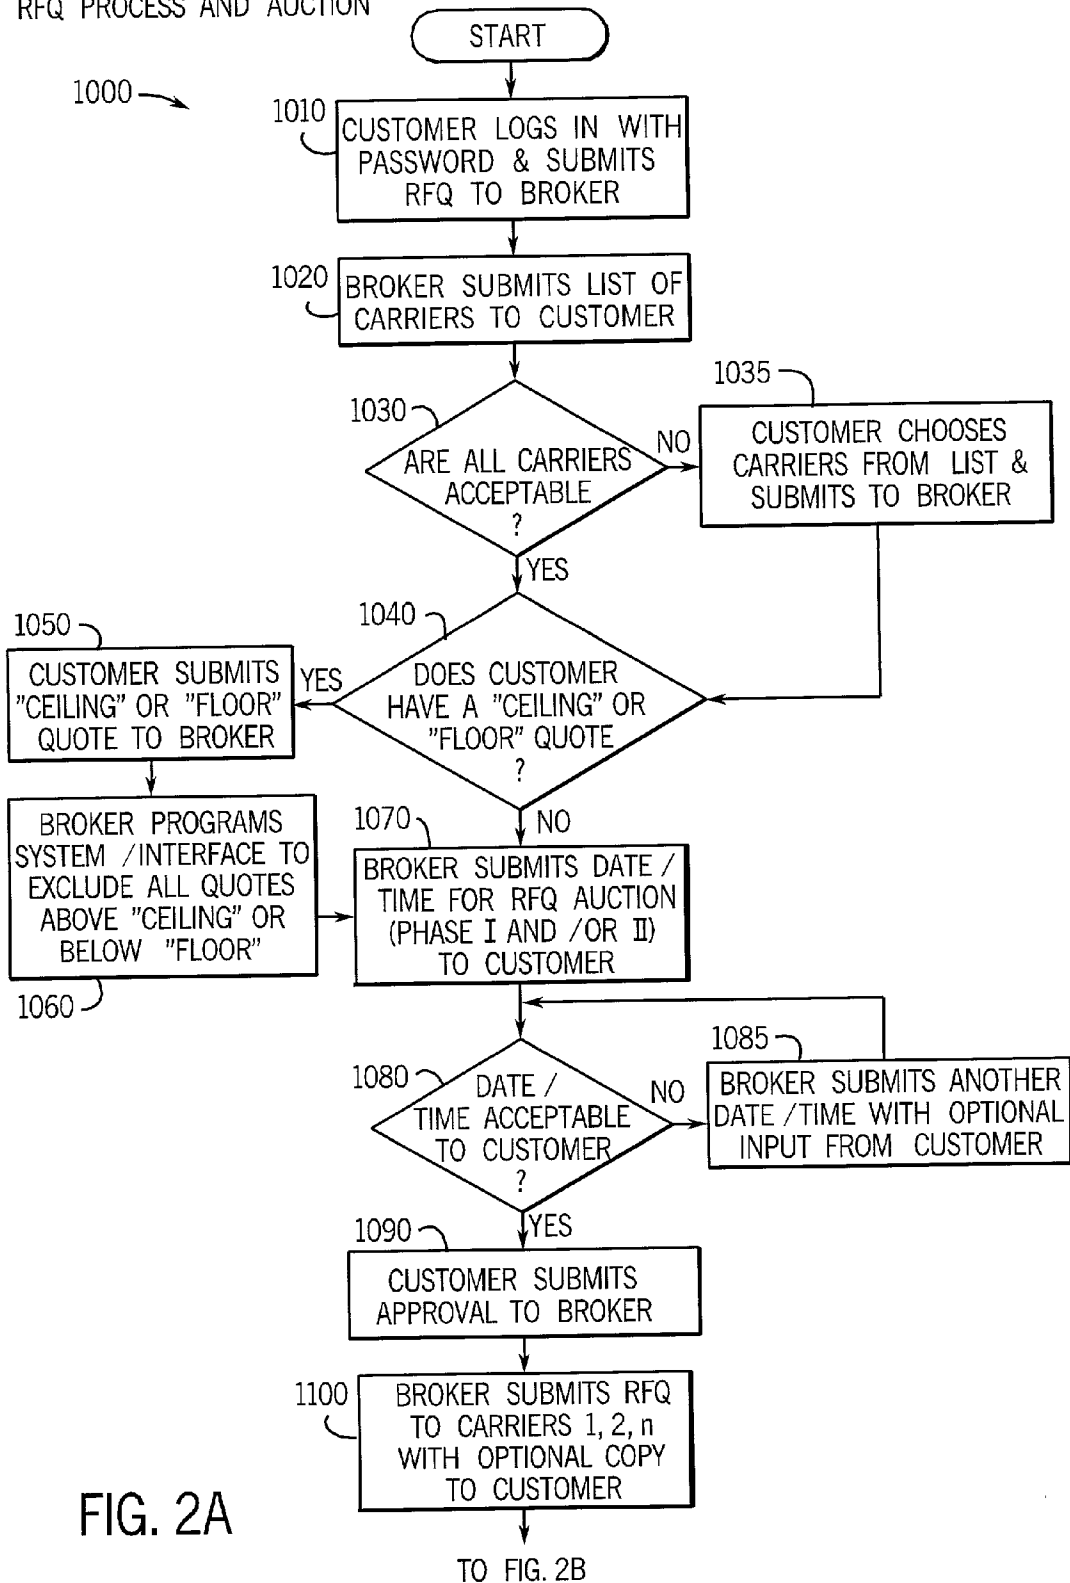 RFQ PROCESS AND AUCTION
START
1000
1010
CUSTOMER LOGS IN WITH
PASSWORD & SUBMITS
RFQ TO BROKER
1020
BROKER SUBMITS LIST OF
CARRIERS TO CUSTOMER
1030
ARE ALL CARRIERS
ACCEPTABLE
?
NO
1035
CUSTOMER CHOOSES
CARRIERS FROM LIST &
SUBMITS TO BROKER
YES
1040
DOES CUSTOMER
HAVE A "CEILING" OR
"FLOOR" QUOTE
?
YES
1050
CUSTOMER SUBMITS
"CEILING" OR "FLOOR"
QUOTE TO BROKER
BROKER PROGRAMS
SYSTEM /INTERFACE TO
EXCLUDE ALL QUOTES
ABOVE "CEILING" OR
BELOW "FLOOR"
1060
NO
1070
BROKER SUBMITS DATE /
TIME FOR RFQ AUCTION
(PHASE I AND /OR II)
TO CUSTOMER
1080
DATE /
TIME ACCEPTABLE
TO CUSTOMER
?
NO
1085
BROKER SUBMITS ANOTHER
DATE /TIME WITH OPTIONAL
INPUT FROM CUSTOMER
YES
1090
CUSTOMER SUBMITS
APPROVAL TO BROKER
1100
BROKER SUBMITS RFQ
TO CARRIERS 1, 2, n
WITH OPTIONAL COPY
TO CUSTOMER
FIG. 2A
TO FIG. 2B